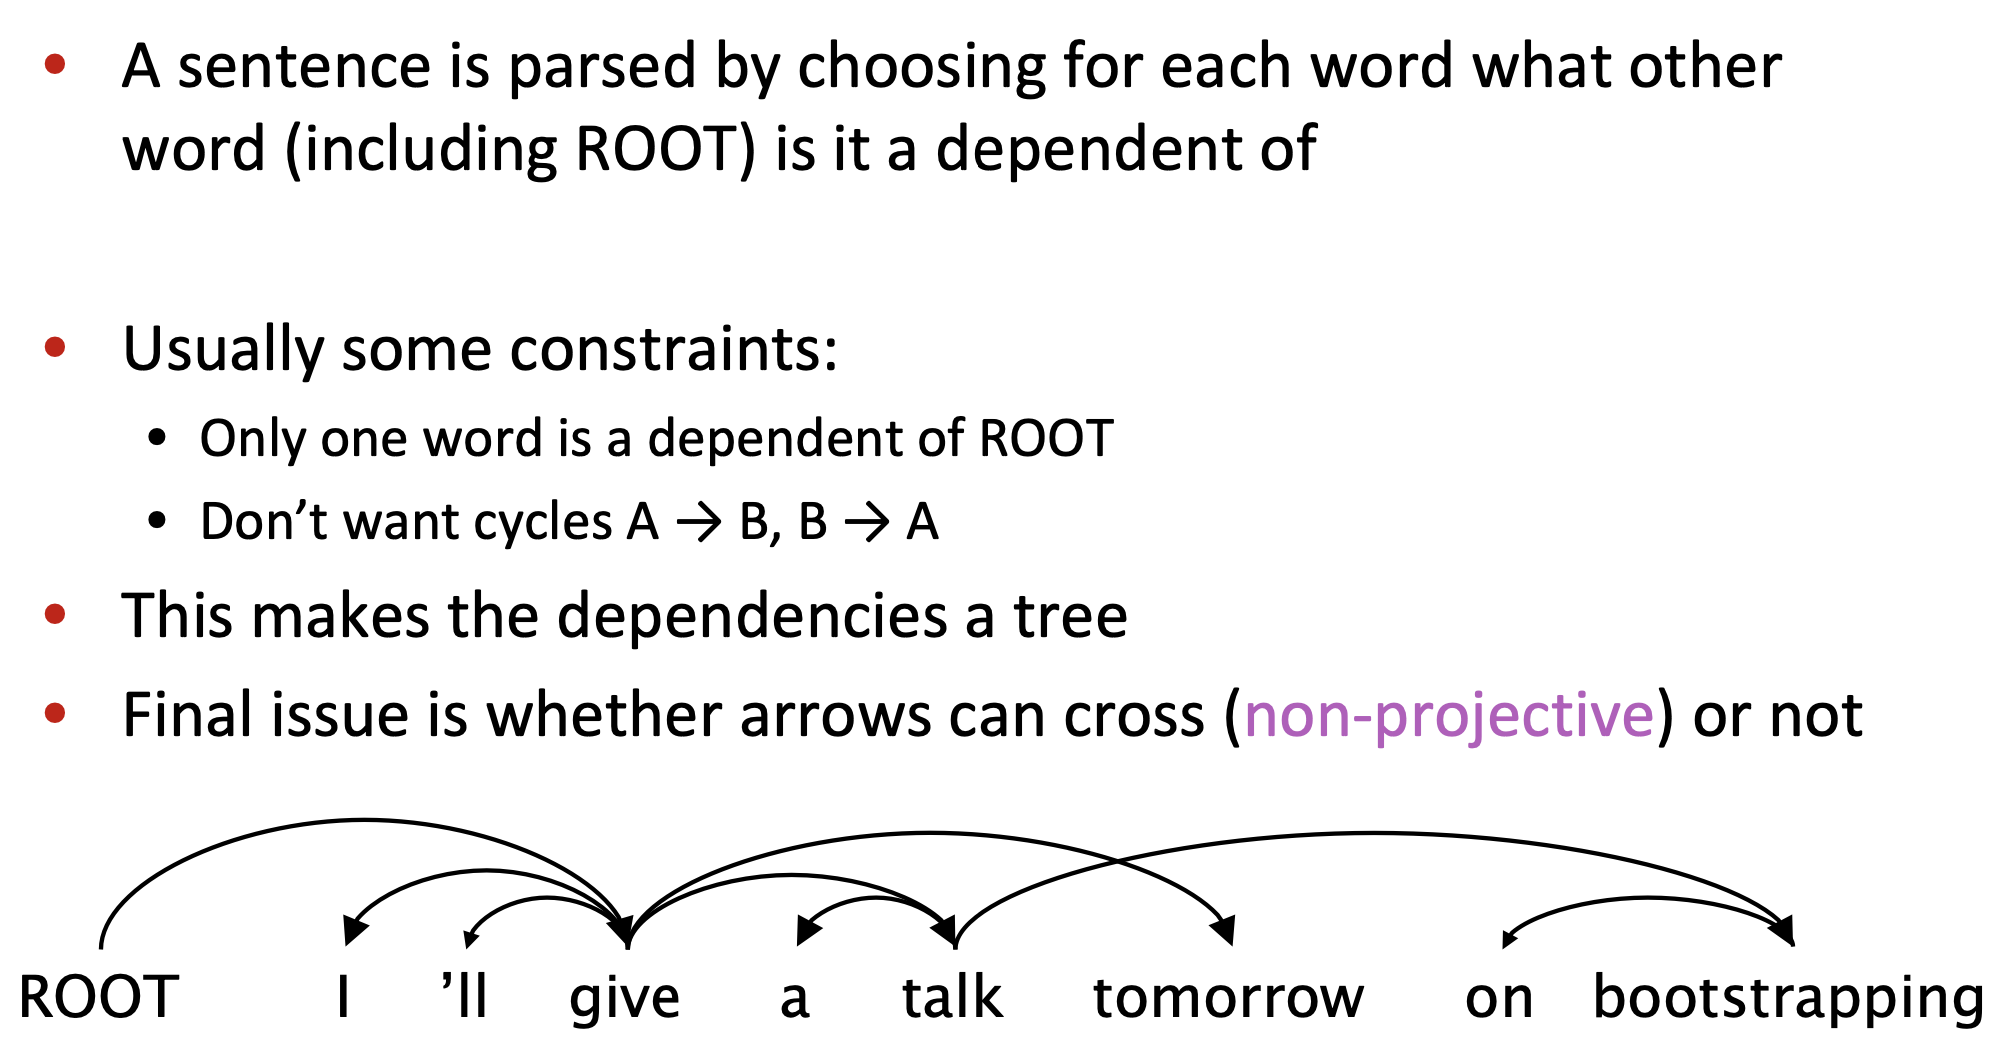 • A sentence is parsed by choosing for each word what other
word (including ROOT) is it a dependent of
• Usually some constraints:
• Only one word is a dependent of ROOT
• Don’t want cycles A → B, B → A
• This makes the dependencies a tree
• Final issue is whether arrows can cross (non-projective) or not
ROOT I ’ll give a talk tomorrow on bootstrapping